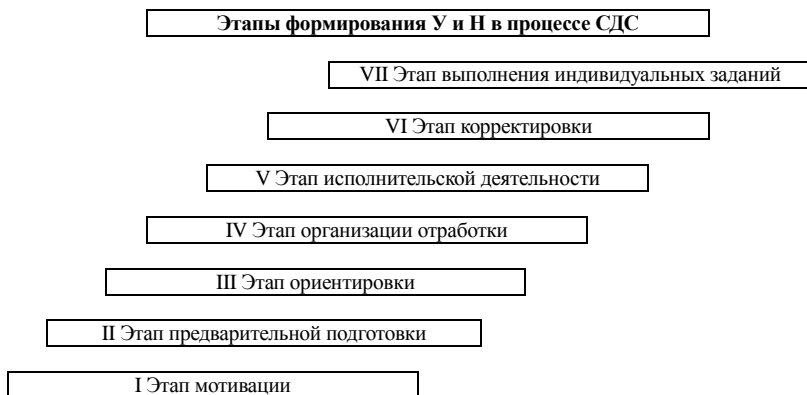 Этапы формирования У и Н в процессе СДС
VII Этап выполнения индивидуальных заданий
VI Этап корректировки
V Этап исполнительской деятельности
IV Этап организации отработки
III Этап ориентировки
II Этап предварительной подготовки
I Этап мотивации